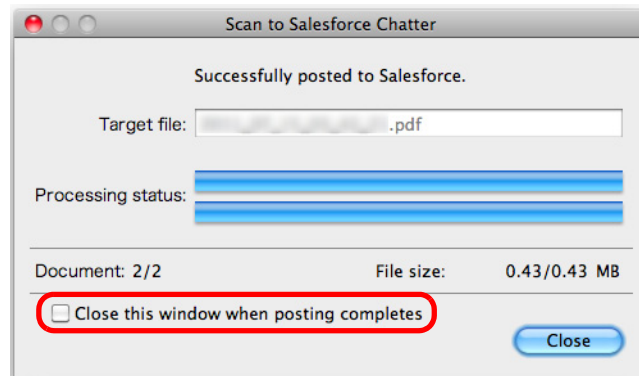 Scan to Salesforce Chatter
Successfully posted to Salesforce.
Target file: .pdf
Processing status:
Document: 2/2 File size: 0.43/0.43 MB
Close this window when posting completes
Close